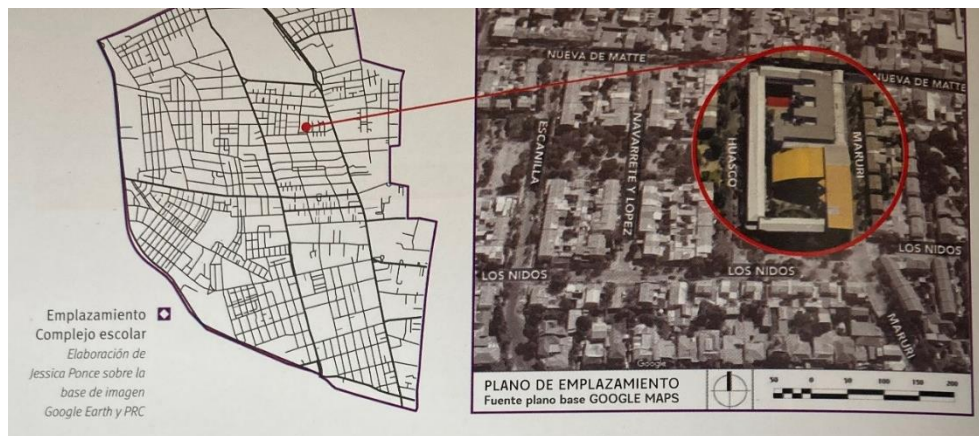 Emplazamiento
Complejo escolar
Elaboración de
Jessica Ponce sobre la
base de imagen
Google Earth y PRC
NUEVA DE MATTE
NUEVA DE MATTE
ESCANILLA
NAVARRETE Y LOPEZ
HUASCO
MARURI
LOS NIDOS
LOS NIDOS
LOS NIDOS
MARURI
Google
PLANO DE EMPLAZAMIENTO
Fuente plano base GOOGLE MAPS
50 0 50 100 150 200